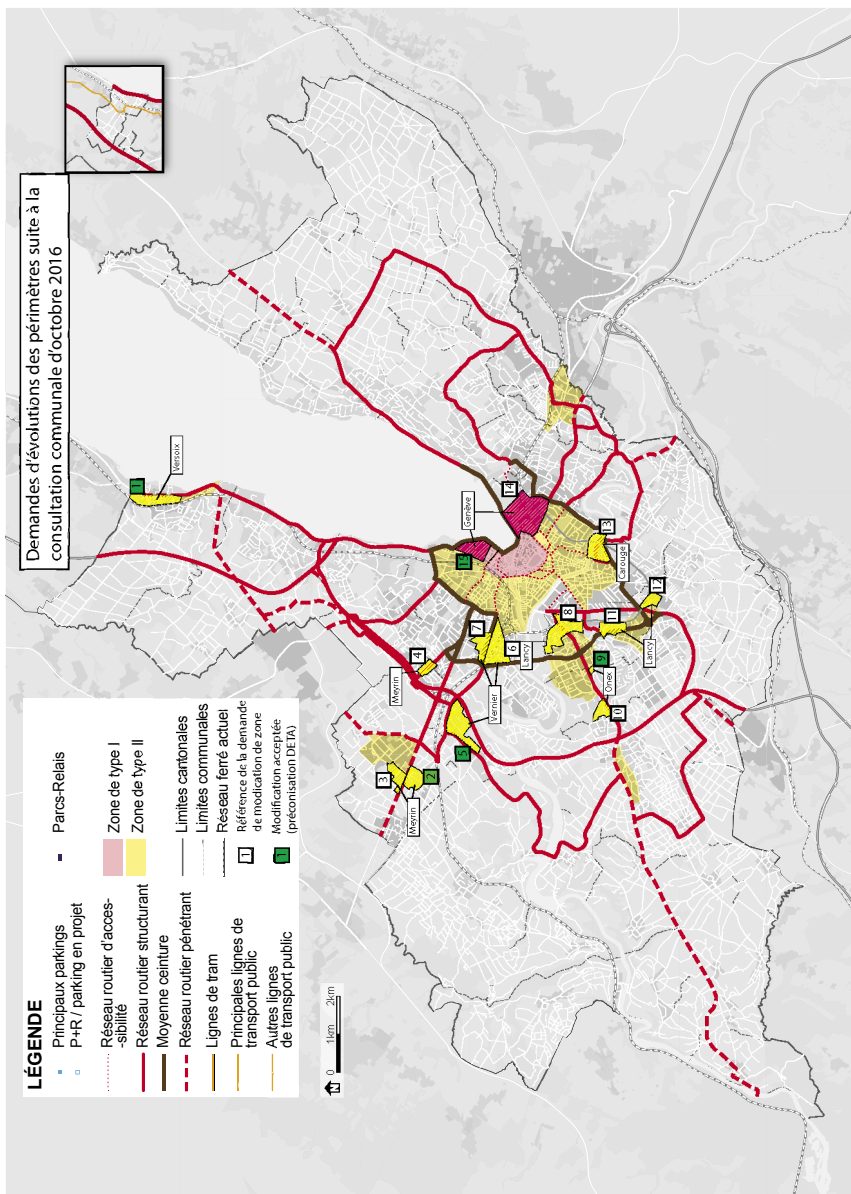 Demandes d'évolutions des périmètres suite à la
consultation communale d'octobre 2016
LÉGENDE
Principaux parkings
P+R / parking en projet
Réseau routier d'acces-
-sibilité
Réseau routier structurant
Moyenne ceinture
Réseau routier pénétrant
Lignes de tram
Principales lignes de
transport public
Autres lignes
de transport public
Parcs-Relais
Zone de type I
Zone de type II
Limites cantonales
Limites communales
Réseau ferré actuel
1
Référence de la demande
de modication de zone
1
Modification acceptée
(préconisation DETA)
N
0 1km 2km
1
Versoix
Genève
14
4
Meyrin
7
6
Lancy
Vernier
5
3
2
Meyrin
8
13
Carouge
11
12
Lancy
9
Onex
10